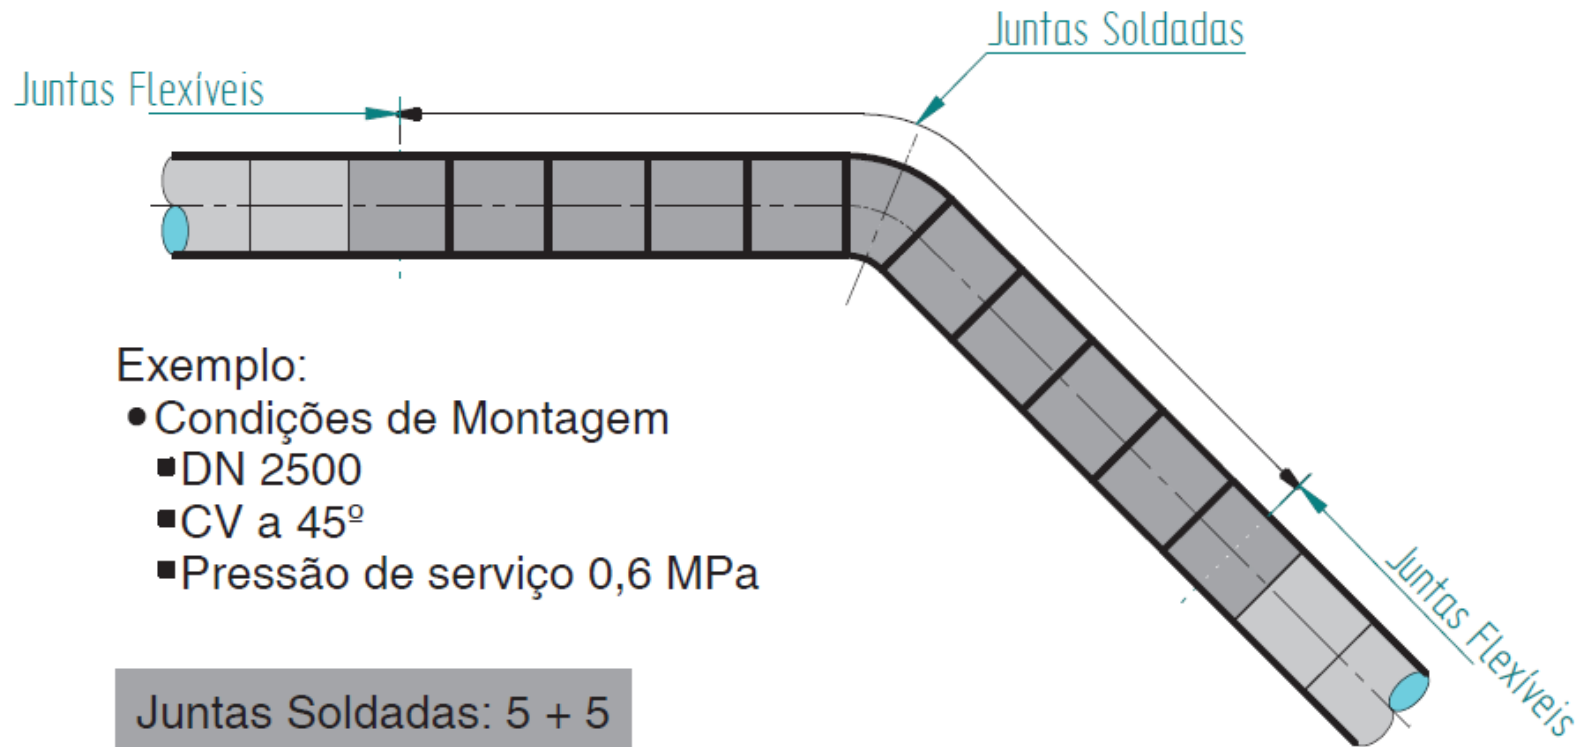 Juntas Soldadas
Juntas Flexíveis
Exemplo:
● Condições de Montagem
■ DN 2500
■ CV a 45º
■ Pressão de serviço 0,6 MPa
Juntas Flexíveis
Juntas Soldadas: 5 + 5